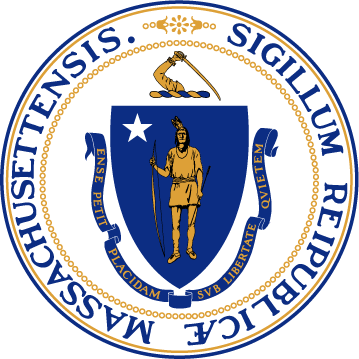 SIGILLUM REIPUBLICÆ MASSACHUSETTENSIS.
ENSE PETIT
PLACIDAM
SVB LIBERTATE
QVIETEM